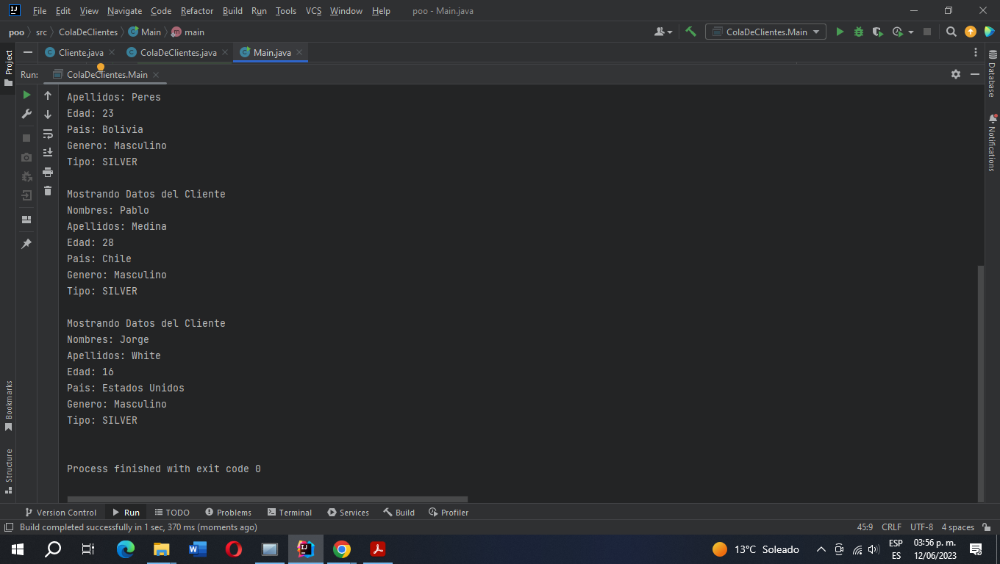 File Edit View Navigate Code Refactor Build Run Tools VCS Window Help poo - Main.java
poo src ColaDeClientes Main main ColaDeClientes.Main
Project
Cliente.java ColaDeClientes.java Main.java
Run: ColaDeClientes.Main
Apellidos: Peres
Edad: 23
Pais: Bolivia
Genero: Masculino
Tipo: SILVER
Mostrando Datos del Cliente
Nombres: Pablo
Apellidos: Medina
Edad: 28
Pais: Chile
Genero: Masculino
Tipo: SILVER
Mostrando Datos del Cliente
Nombres: Jorge
Apellidos: White
Edad: 16
Pais: Estados Unidos
Genero: Masculino
Tipo: SILVER
Process finished with exit code 0
Database
Notifications
Bookmarks
Structure
Version Control Run TODO Problems Terminal Services Build Profiler
Build completed successfully in 1 sec, 370 ms (moments ago) 45:9 CRLF UTF-8 4 spaces
13°C Soleado ESP 03:56 p. m.
ES 12/06/2023